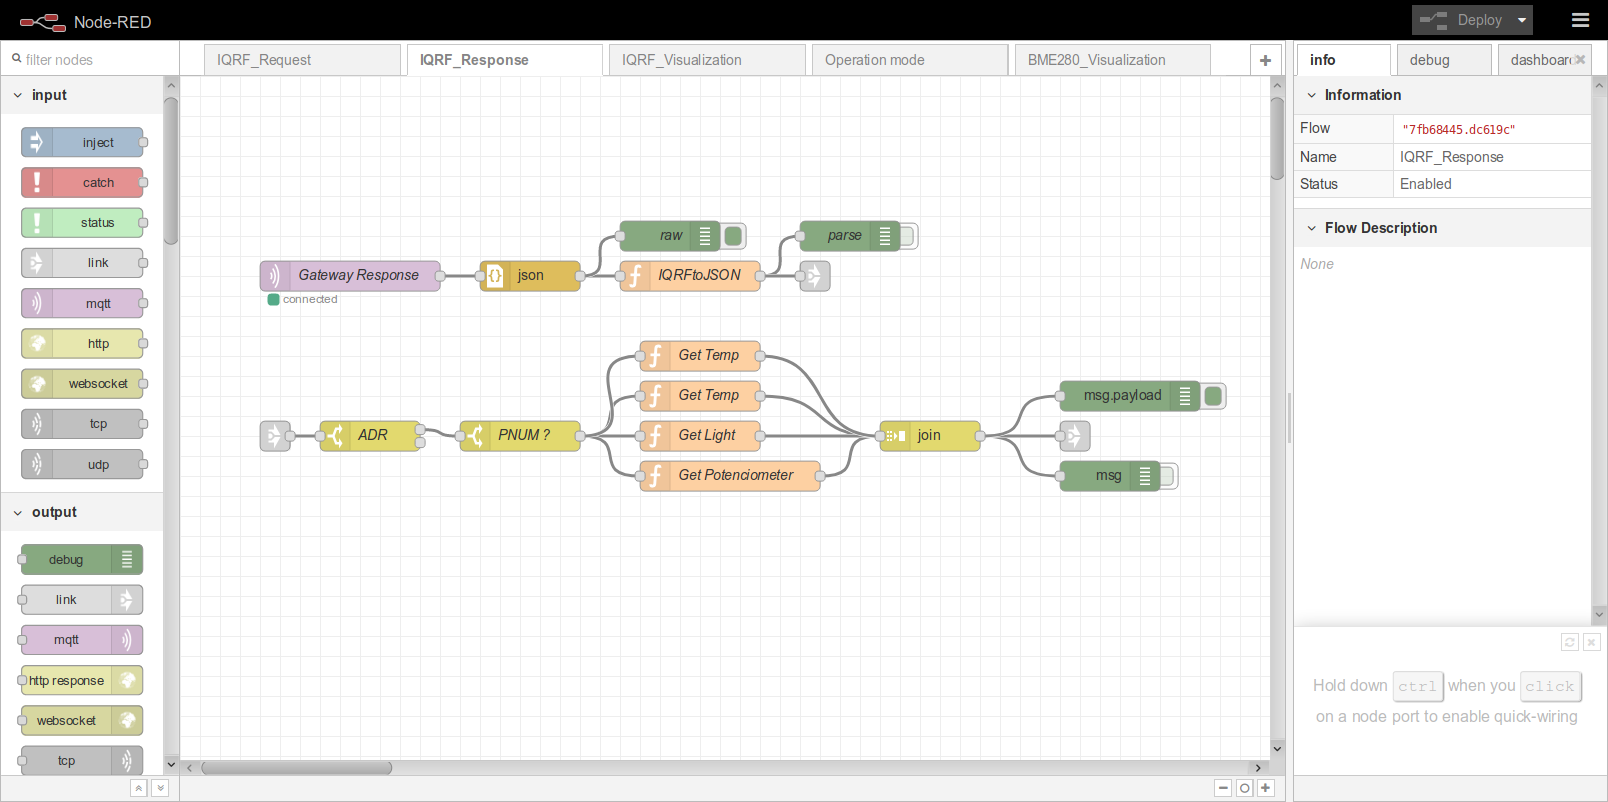 Node-RED
Deploy
filter nodes
IQRF_Request
IQRF_Response
IQRF_Visualization
Operation mode
BME280_Visualization
info
debug
dashboar
input
inject
catch
status
link
mqtt
http
websocket
tcp
udp
output
debug
link
mqtt
http response
websocket
tcp
raw
parse
Gateway Response
json
IQRFtoJSON
connected
Get Temp
Get Temp
msg.payload
ADR
PNUM ?
Get Light
join
Get Potenciometer
msg
Information
Flow "7fb68445.dc619c"
Name IQRF_Response
Status Enabled
Flow Description
None
Hold down ctrl when you click
on a node port to enable quick-wiring